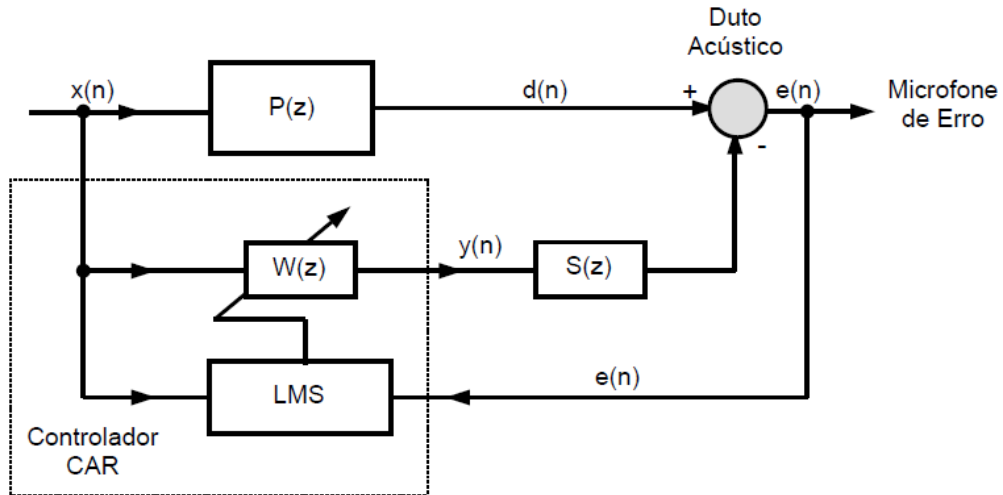 Duto
Acústico
x(n)
P(z)
d(n)
+
e(n)
Microfone
de Erro
-
W(z)
y(n)
S(z)
LMS
e(n)
Controlador
CAR